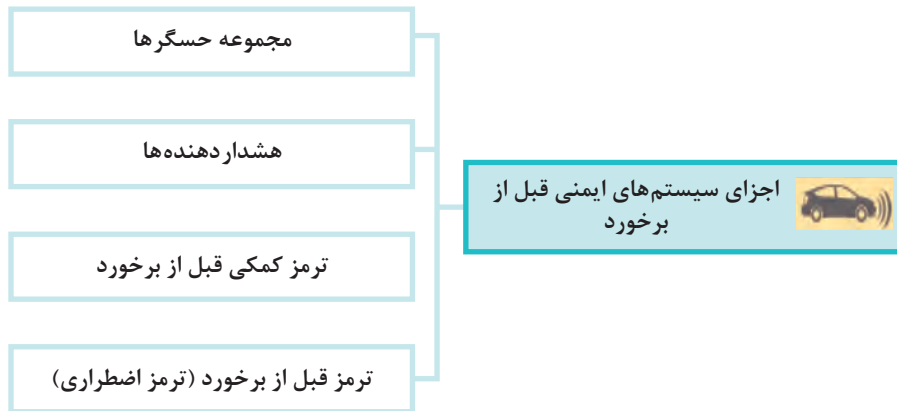 اجزای سیستم‌های ایمنی قبل از
برخورد
مجموعه حسگرها
هشداردهنده‌ها
ترمز کمکی قبل از برخورد
ترمز قبل از برخورد (ترمز اضطراری)